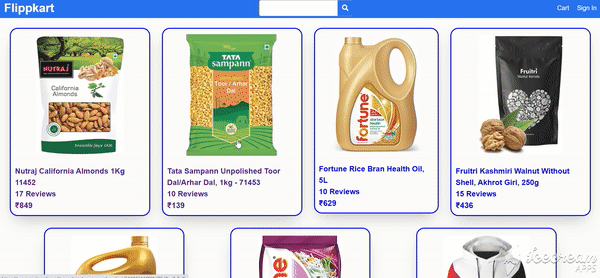 Flippkart
Cart Sign In
NUTRAJ
California
Almonds
TATA
sampann
Toor / Arhar
Dal
fortune
Fruitri
Nutraj California Almonds 1Kg
11452
17 Reviews
₹849
Tata Sampann Unpolished Toor
Dal/Arhar Dal, 1kg - 71453
10 Reviews
₹139
Fortune Rice Bran Health Oil,
5L
10 Reviews
₹629
Fruitri Kashmiri Walnut Without
Shell, Akhrot Giri, 250g
15 Reviews
₹436
fortune
Icecream
APPS